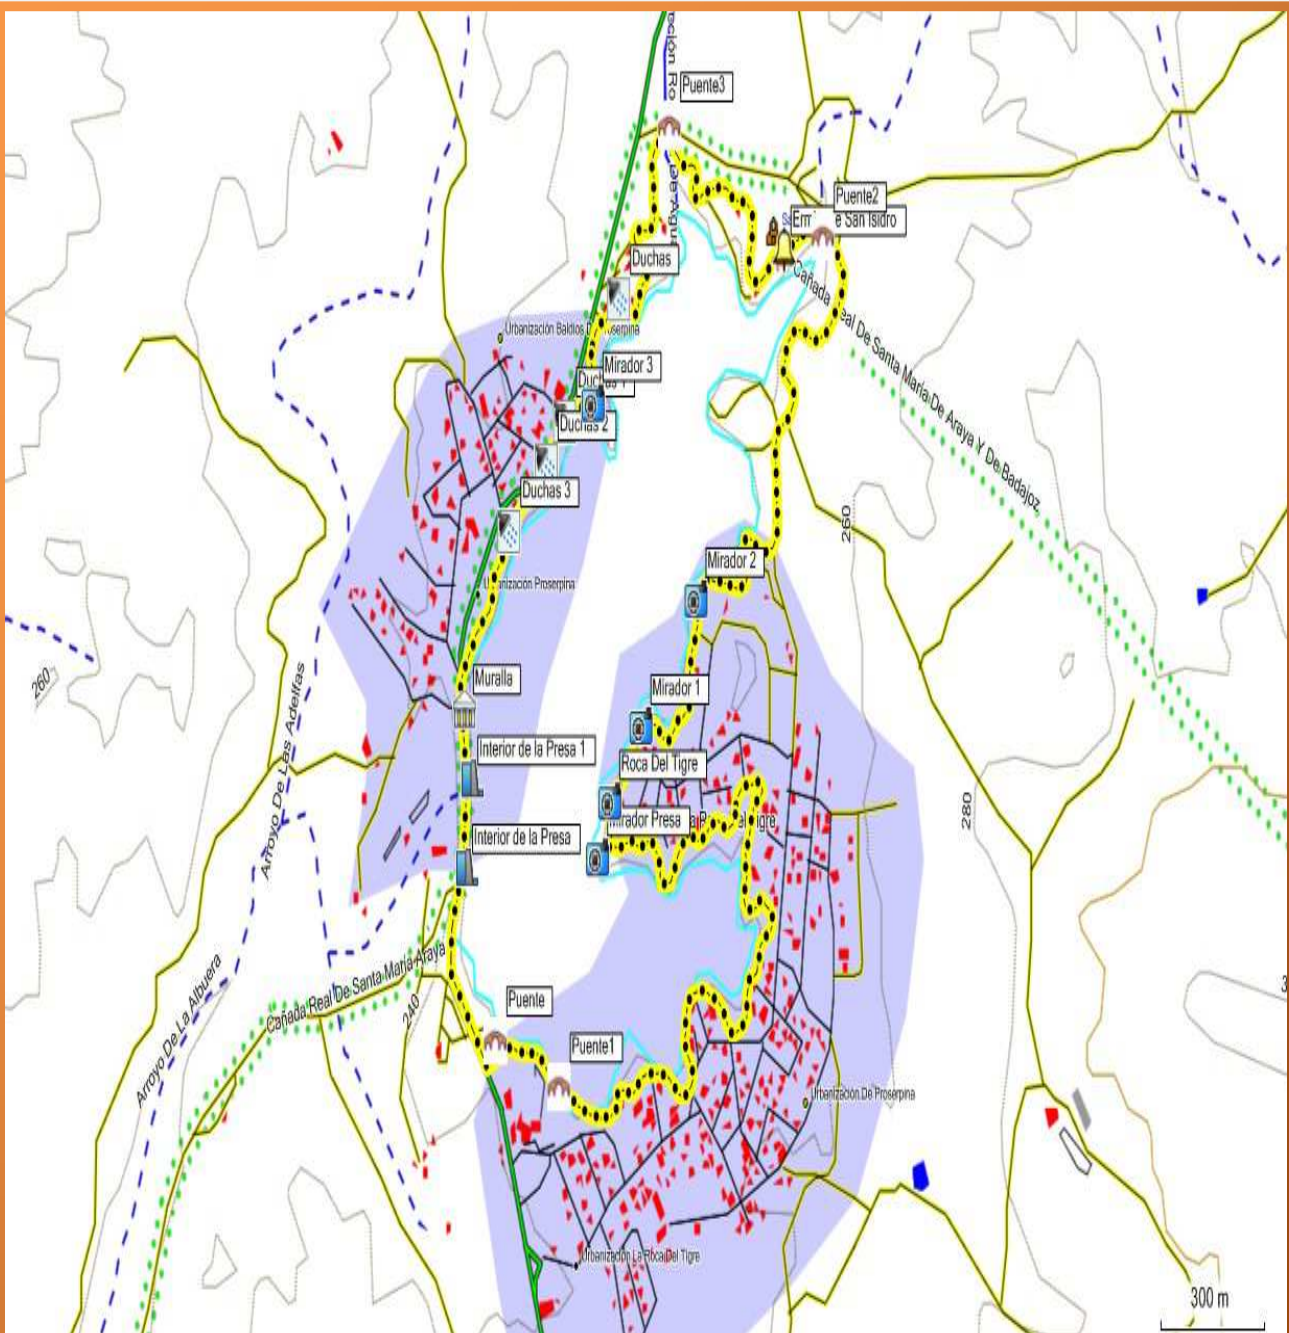 Puente3
Puente2
San Isidro
Duchas
Urbanización Baldios
Mirador 3
Duchas 2
Duchas 3
Cañada Real De Santa María De Araya Y De Badajoz
260
Mirador 2
Urbanización Proserpina
260
Muralla
Mirador 1
Arroyo De Las Adelfas
Interior de la Presa 1
Roca Del Tigre
280
Mirador Presa
Interior de la Presa
Cañada Real De Santa María Araya
Arroyo De La Albuera
240
Puente
Puente1
Urbanización De Proserpina
Urbanización La Roca Del Tigre
300 m